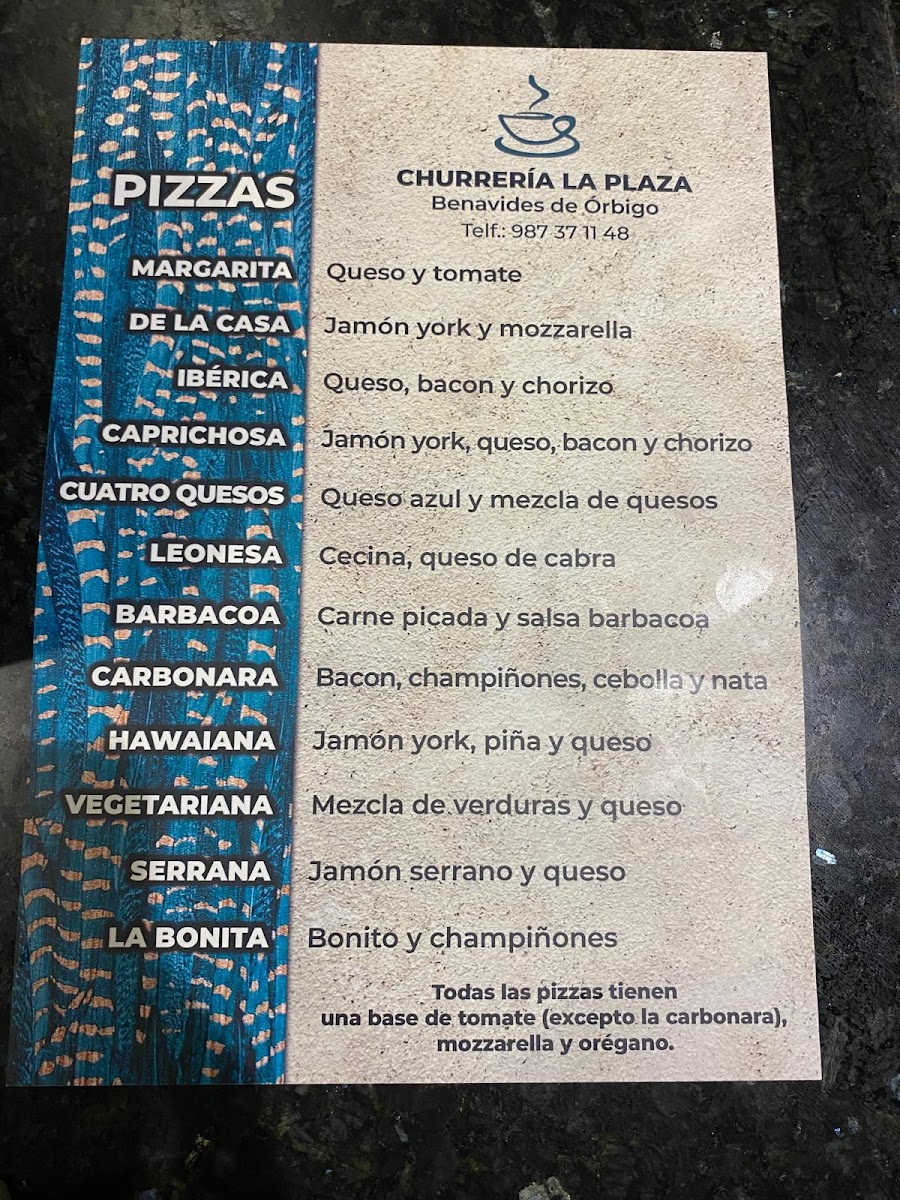 CHURRERÍA LA PLAZA
Benavides de Órbigo
Telf.: 987 37 11 48
PIZZAS
MARGARITA Queso y tomate
DE LA CASA Jamón york y mozzarella
IBÉRICA Queso, bacon y chorizo
CAPRICHOSA Jamón york, queso, bacon y chorizo
CUATRO QUESOS Queso azul y mezcla de quesos
LEONESA Cecina, queso de cabra
BARBACOA Carne picada y salsa barbacoa
CARBONARA Bacon, champiñones, cebolla y nata
HAWAIANA Jamón york, piña y queso
VEGETARIANA Mezcla de verduras y queso
SERRANA Jamón serrano y queso
LA BONITA Bonito y champiñones
Todas las pizzas tienen
una base de tomate (excepto la carbonara),
mozzarella y orégano.